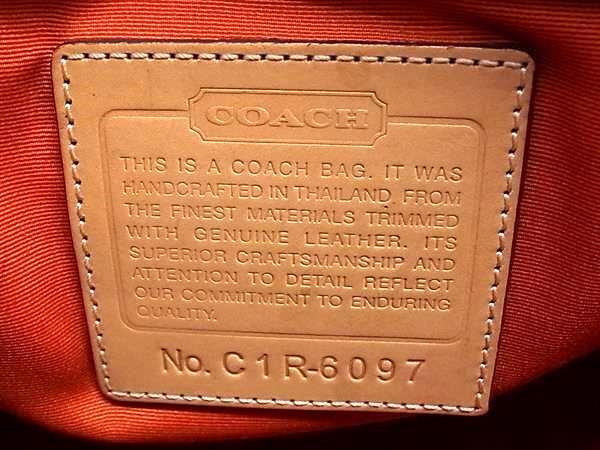 COACH
THIS IS A COACH BAG. IT WAS
HANDCRAFTED IN THAILAND, FROM
THE FINEST MATERIALS TRIMMED
WITH GENUINE LEATHER. ITS
SUPERIOR CRAFTSMANSHIP AND
ATTENTION TO DETAIL REFLECT
OUR COMMITMENT TO ENDURING
QUALITY.
No. C1R-6097